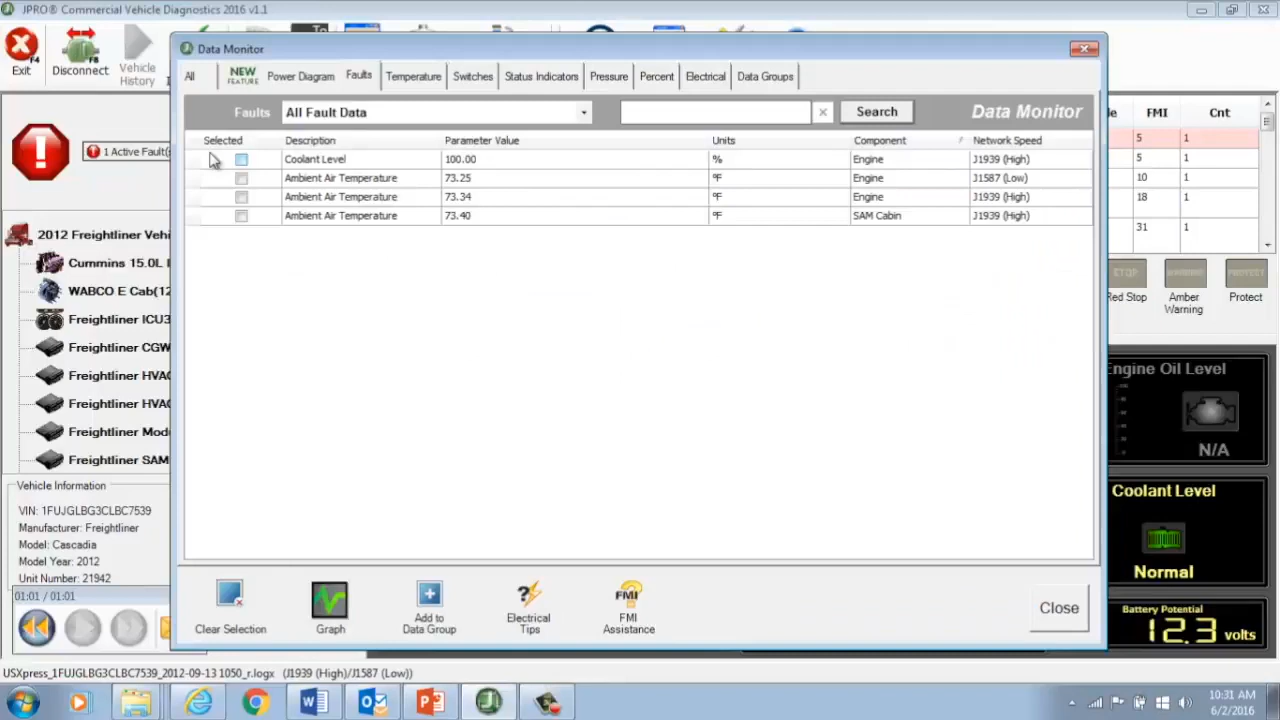 JPRO® Commercial Vehicle Diagnostics 2016 v1.1
Exit
F4
Disconnect
F8
Vehicle
History
To
Data Monitor
All
NEW
FEATURE
Power Diagram
Faults
Temperature
Switches
Status Indicators
Pressure
Percent
Electrical
Data Groups
Faults
All Fault Data
Search
Data Monitor
Selected Description Parameter Value Units Component Network Speed
Coolant Level 100.00 % Engine J1939 (High)
Ambient Air Temperature 73.25 ºF Engine J1587 (Low)
Ambient Air Temperature 73.34 ºF Engine J1939 (High)
Ambient Air Temperature 73.40 ºF SAM Cabin J1939 (High)
FMI Cnt
5 1
5 1
10 1
18 1
31 1
1 Active Fault(
2012 Freightliner Vehi
Cummins 15.0L
WABCO E Cab(12
Freightliner ICU3
Freightliner CGW
Freightliner HVAC
Freightliner HVAC
Freightliner Mod
Freightliner SAM
STOP
Red Stop
WARNING
Amber
Warning
PROTECT
Protect
Engine Oil Level
N/A
Coolant Level
Normal
Battery Potential
12.3 volts
Vehicle Information
VIN: 1FUJGLBG3CLBC7539
Manufacturer: Freightliner
Model: Cascadia
Model Year: 2012
Unit Number: 21942
01:01 / 01:01
Clear Selection
Graph
Add to
Data Group
Electrical
Tips
FMI
FMI
Assistance
Close
USXpress_1FUJGLBG3CLBC7539_2012-09-13 1050_r.logx (J1939 (High)/J1587 (Low))
10:31 AM
6/2/2016